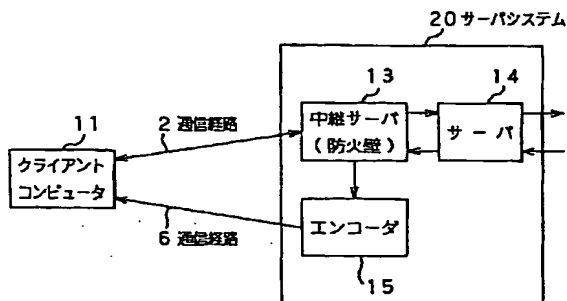 20 サーバシステム
13
14
中継サーバ
(防火壁)
サーバ
2 通信経路
11
クライアント
コンピュータ
6 通信経路
エンコーダ
15